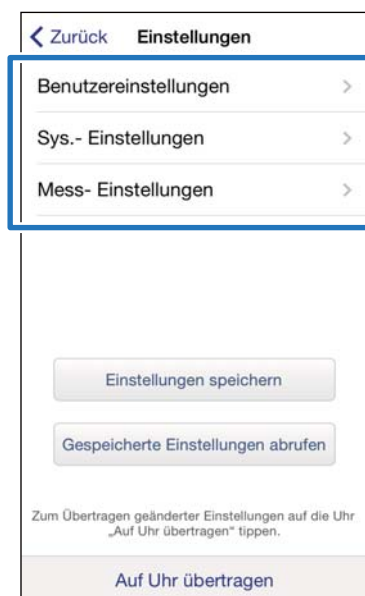 Zurück Einstellungen
Benutzereinstellungen
Sys.- Einstellungen
Mess- Einstellungen
Einstellungen speichern
Gespeicherte Einstellungen abrufen
Zum Übertragen geänderter Einstellungen auf die Uhr
„Auf Uhr übertragen“ tippen.
Auf Uhr übertragen